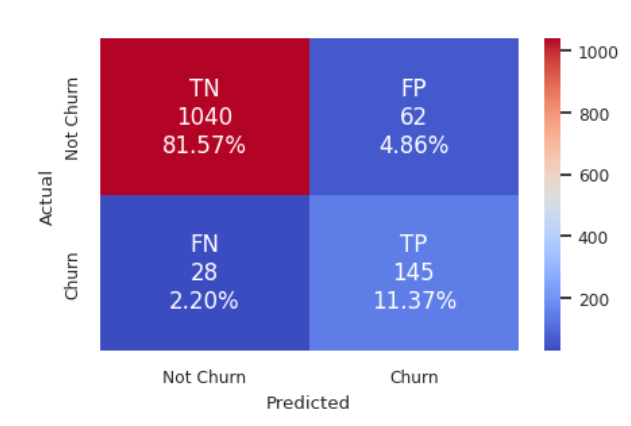 TN
1040
81.57%
FP
62
4.86%
FN
28
2.20%
TP
145
11.37%
Not Churn
Churn
Actual
Not Churn
Churn
Predicted
1000
800
600
400
200